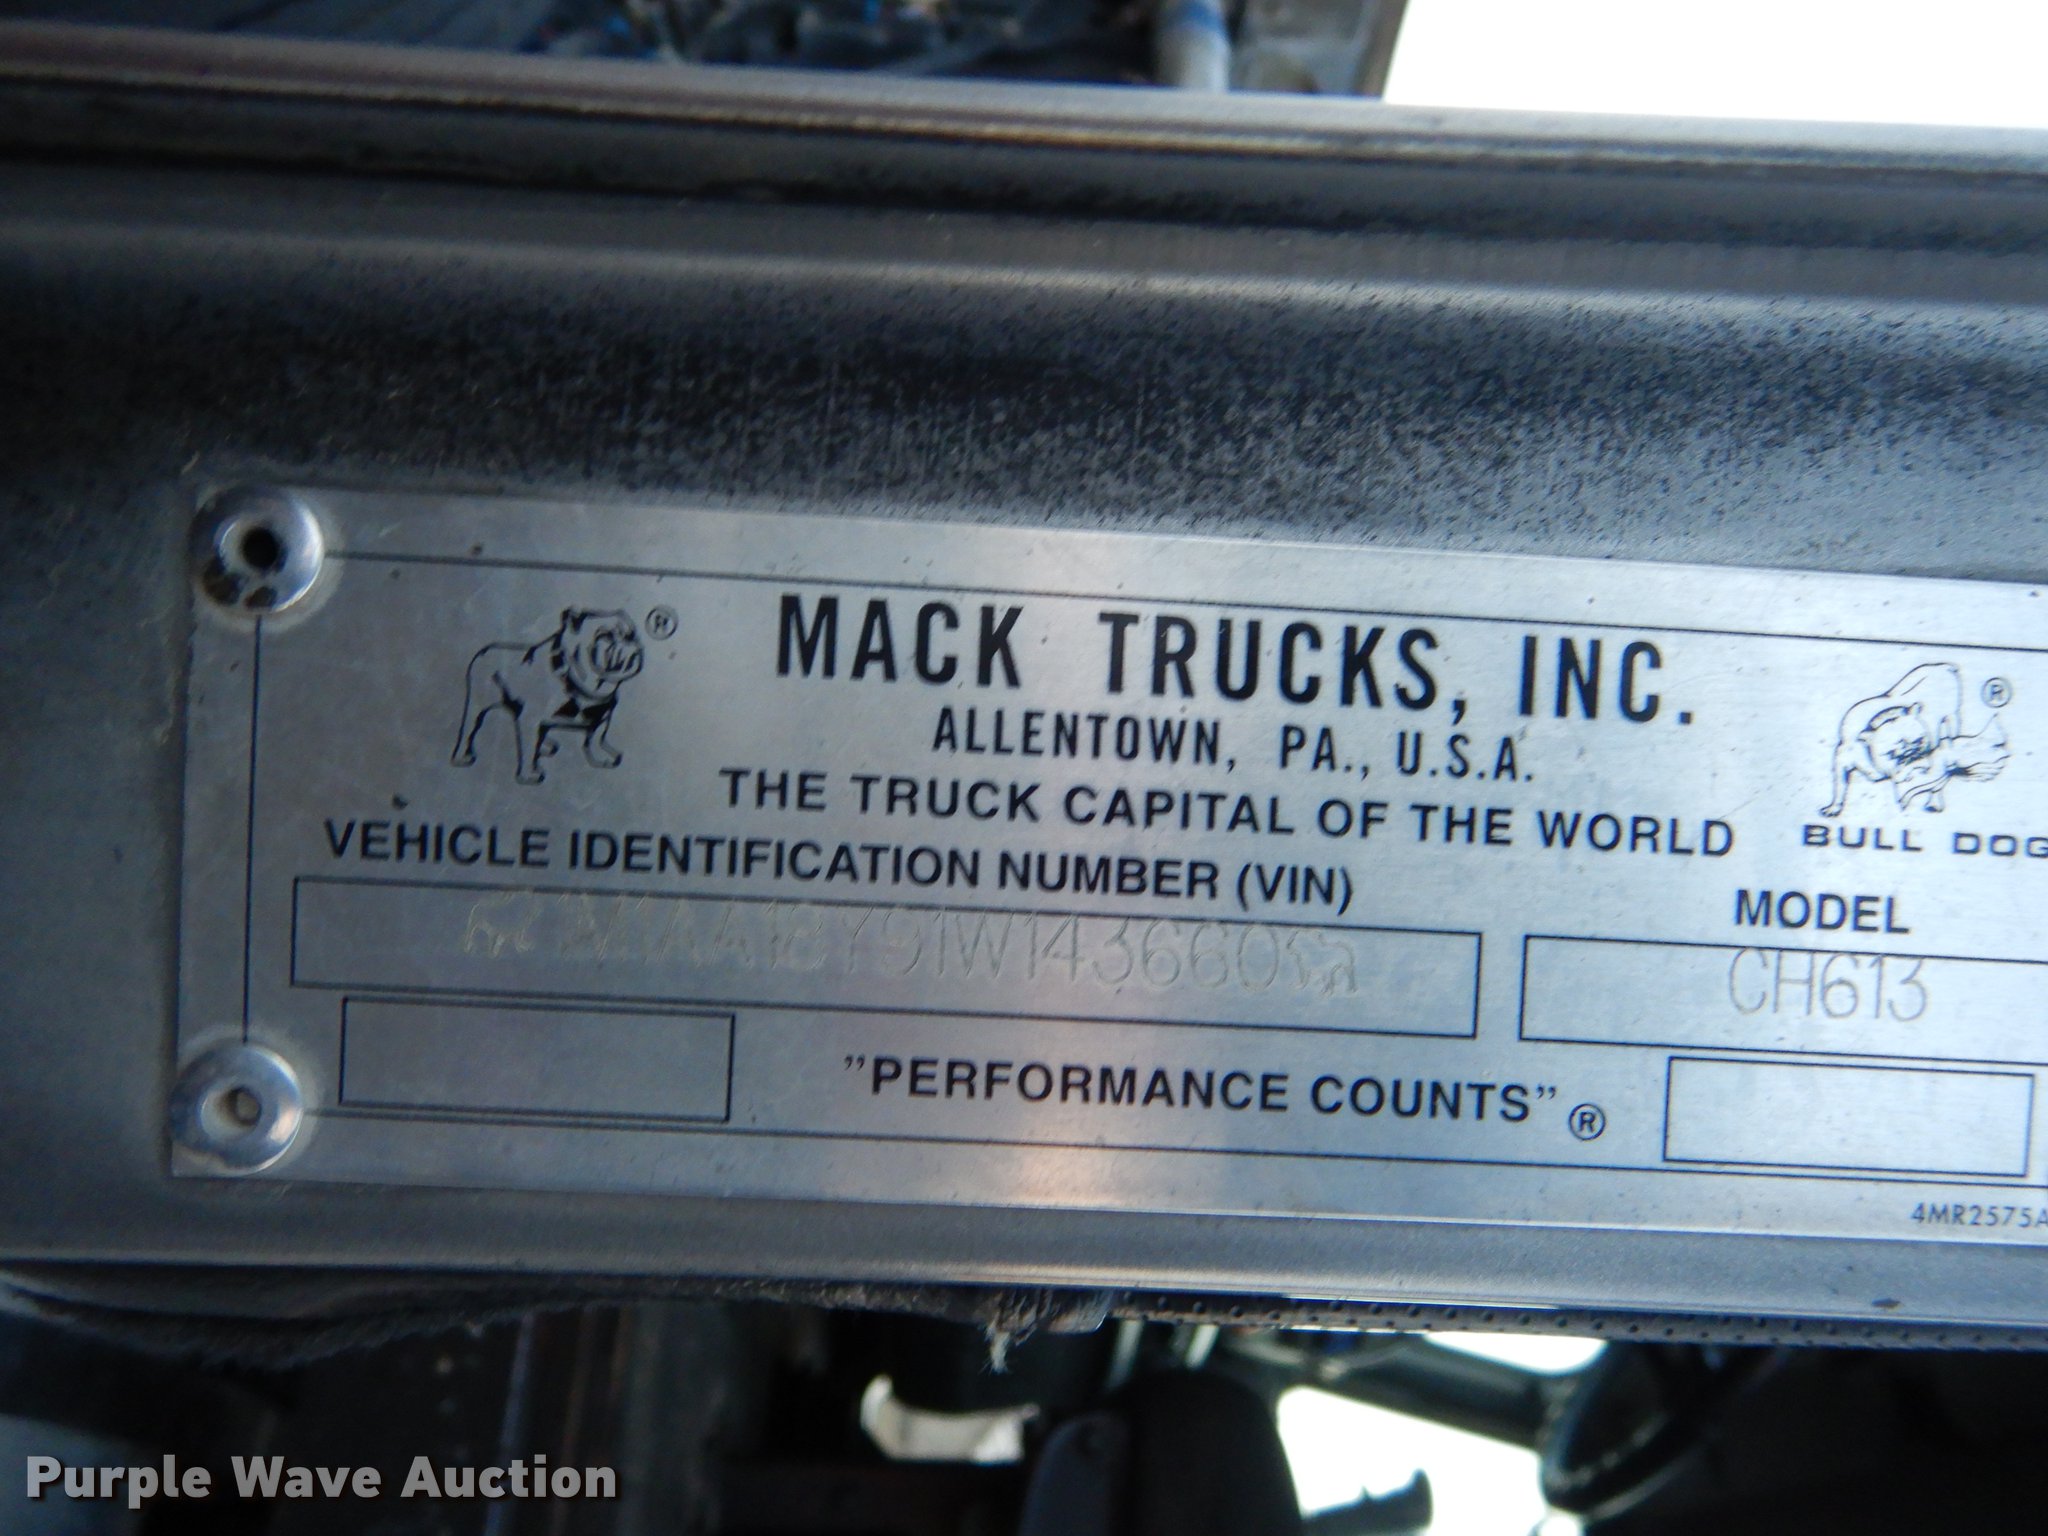 MACK TRUCKS, INC.
ALLENTOWN, PA., U.S.A.
THE TRUCK CAPITAL OF THE WORLD
BULL DOG
VEHICLE IDENTIFICATION NUMBER (VIN)
MODEL
1M1AA18Y91W143660
CH613
"PERFORMANCE COUNTS"®
4MR2575A
Purple Wave Auction